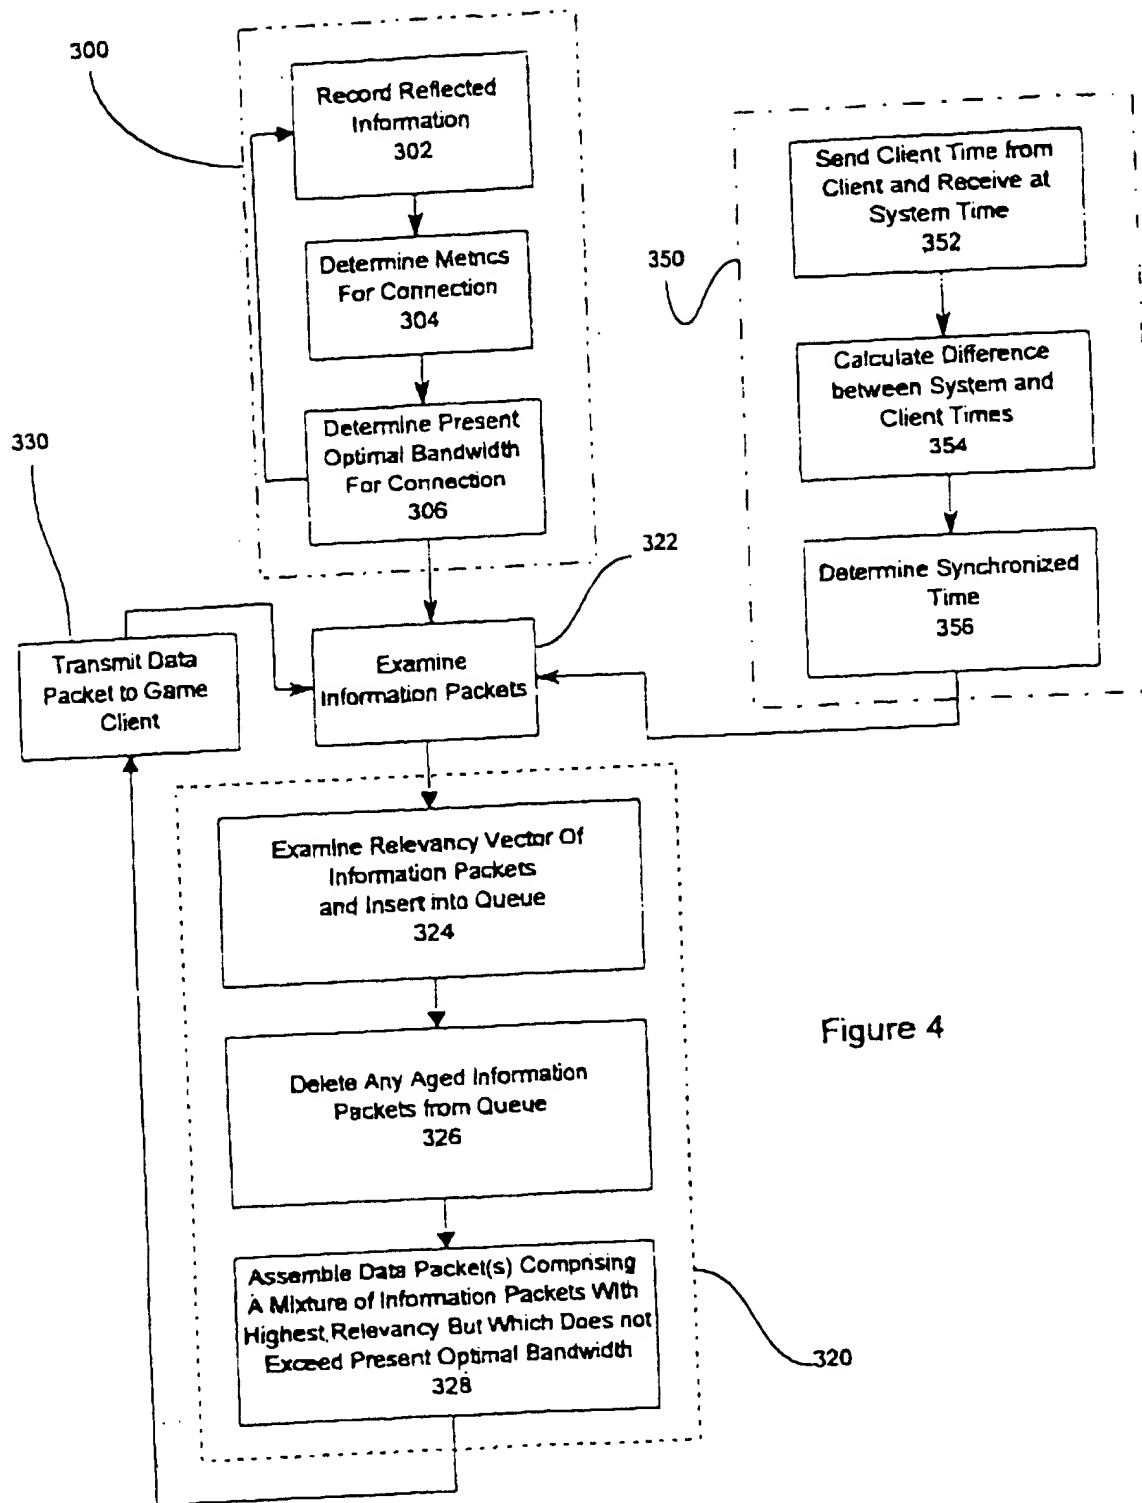 300
Record Reflected
Information
302
Determine Metrics
For Connection
304
Determine Present
Optimal Bandwidth
For Connection
306
350
Send Client Time from
Client and Receive at
System Time
352
Calculate Difference
between System and
Client Times
354
Determine Synchronized
Time
356
330
Transmit Data
Packet to Game
Client
322
Examine
Information Packets
Examine Relevancy Vector Of
Information Packets
and Insert into Queue
324
Delete Any Aged Information
Packets from Queue
326
Assemble Data Packet(s) Comprising
A Mixture of Information Packets With
Highest Relevancy But Which Does not
Exceed Present Optimal Bandwidth
328
320
Figure 4